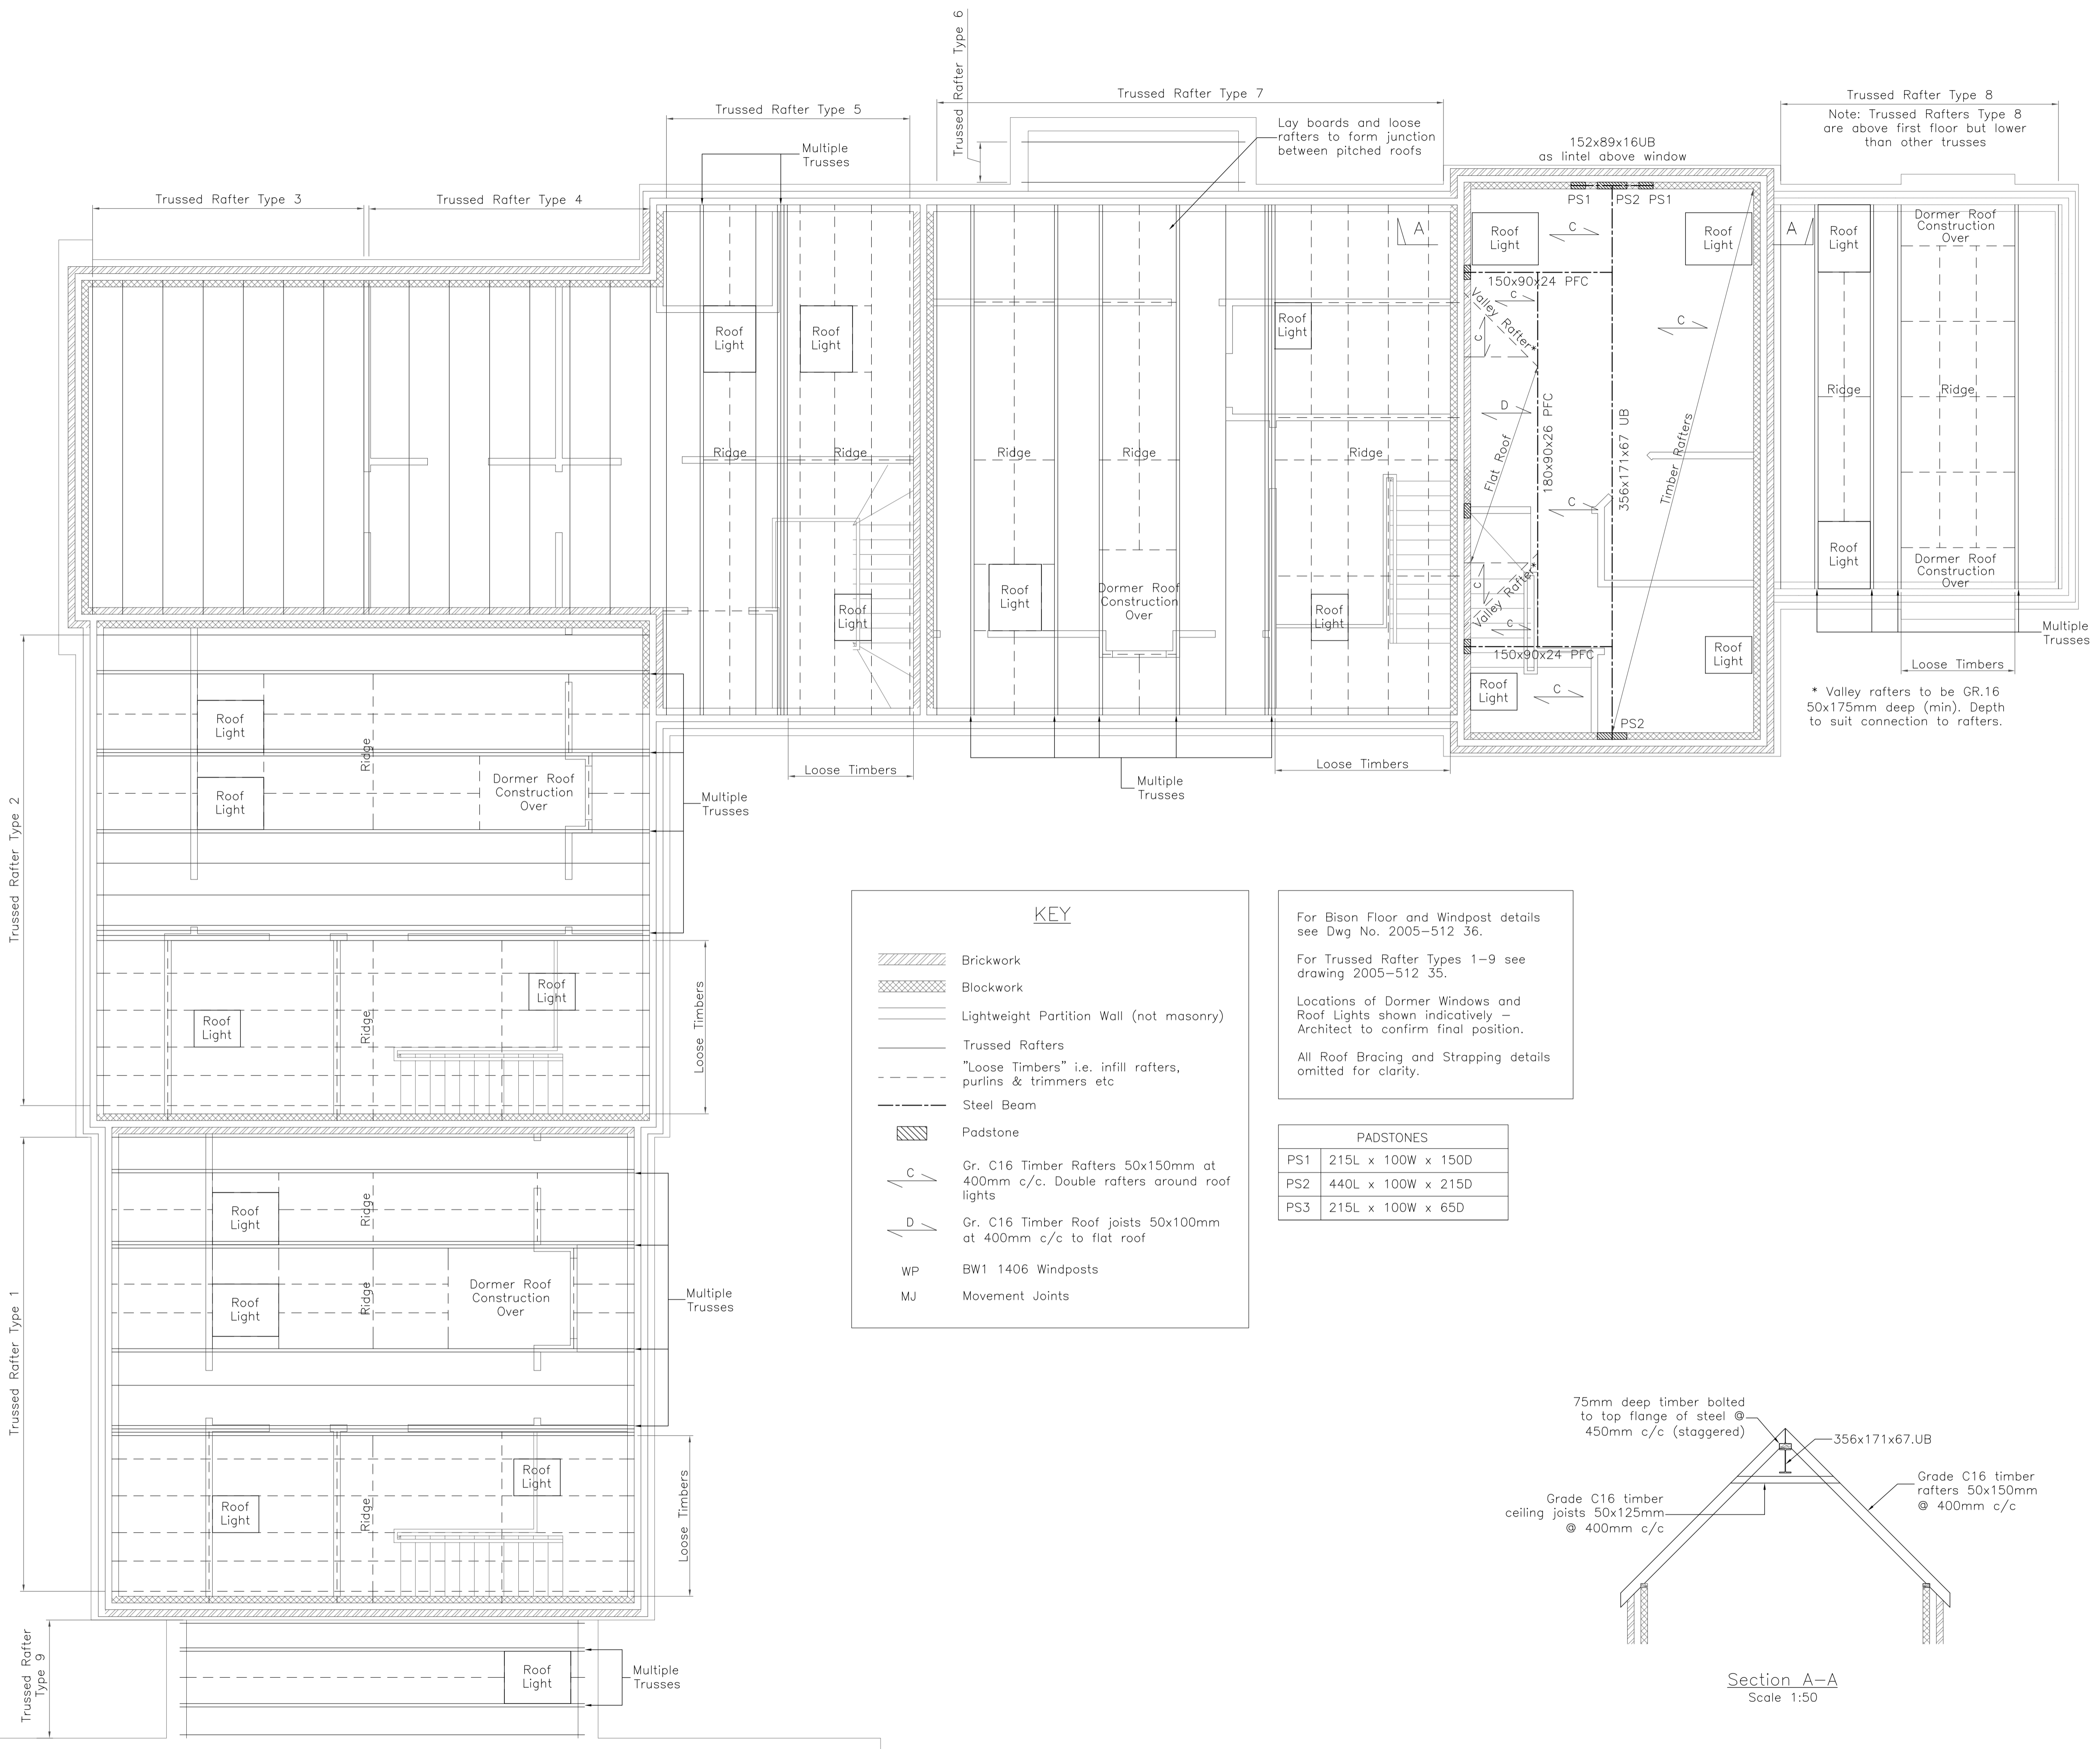 Trussed Rafter Type 6
Trussed Rafter Type 5
Trussed Rafter Type 7
Trussed Rafter Type 8
Note: Trussed Rafters Type 8
are above first floor but lower
than other trusses
Lay boards and loose
rafters to form junction
between pitched roofs
152x89x16UB
as lintel above window
Multiple
Trusses
Trussed Rafter Type 3
Trussed Rafter Type 4
PS1
PS2
PS1
A
A
Roof
Light
C
Roof
Light
Roof
Light
Dormer Roof
Construction
Over
150x90x24 PFC
C
Valley Rafter*
C
C
Roof
Light
Roof
Light
Roof
Light
Ridge
Ridge
D
Flat Roof
180x90x26 PFC
356x171x67 UB
Timber Rafters
Ridge
Ridge
Ridge
Ridge
Ridge
C
Roof
Light
Dormer Roof
Construction
Over
Roof
Light
Dormer Roof
Construction
Over
Roof
Light
Roof
Light
C
Valley Rafter*
C
150x90x24 PFC
Roof
Light
Roof
Light
C
PS2
Multiple
Trusses
Loose Timbers
* Valley rafters to be GR.16
50x175mm deep (min). Depth
to suit connection to rafters.
Loose Timbers
Multiple
Trusses
Loose Timbers
Trussed Rafter Type 2
Roof
Light
Ridge
Roof
Light
Dormer Roof
Construction
Over
Multiple
Trusses
Roof
Light
Roof
Light
Ridge
Loose Timbers
Trussed Rafter Type 1
Roof
Light
Ridge
Roof
Light
Ridge
Dormer Roof
Construction
Over
Multiple
Trusses
Roof
Light
Roof
Light
Ridge
Loose Timbers
Trussed Rafter
Type 9
Roof
Light
Multiple
Trusses
KEY
Brickwork
Blockwork
Lightweight Partition Wall (not masonry)
Trussed Rafters
"Loose Timbers" i.e. infill rafters,
purlins & trimmers etc
Steel Beam
Padstone
C
Gr. C16 Timber Rafters 50x150mm at
400mm c/c. Double rafters around roof
lights
D
Gr. C16 Timber Roof joists 50x100mm
at 400mm c/c to flat roof
WP BW1 1406 Windposts
MJ Movement Joints
For Bison Floor and Windpost details
see Dwg No. 2005-512 36.
For Trussed Rafter Types 1-9 see
drawing 2005-512 35.
Locations of Dormer Windows and
Roof Lights shown indicatively -
Architect to confirm final position.
All Roof Bracing and Strapping details
omitted for clarity.
PADSTONES
PS1 215L x 100W x 150D
PS2 440L x 100W x 215D
PS3 215L x 100W x 65D
75mm deep timber bolted
to top flange of steel @
450mm c/c (staggered)
356x171x67.UB
Grade C16 timber
rafters 50x150mm
@ 400mm c/c
Grade C16 timber
ceiling joists 50x125mm
@ 400mm c/c
Section A-A
Scale 1:50